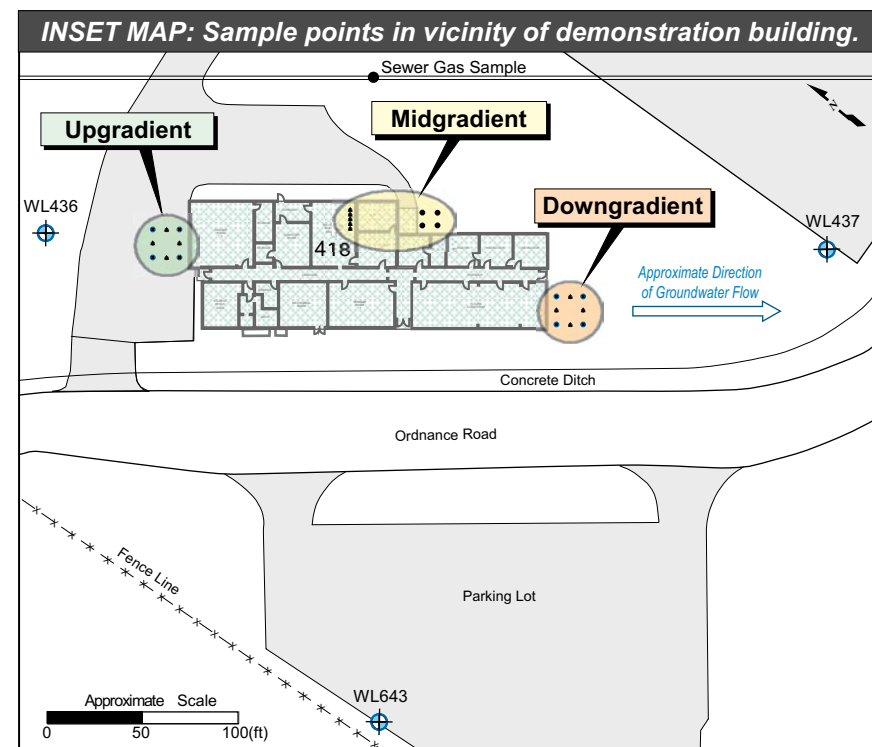 INSET MAP: Sample points in vicinity of demonstration building.
Sewer Gas Sample
N
Upgradient
Midgradient
Downgradient
WL436
WL437
418
Approximate Direction
of Groundwater Flow
Concrete Ditch
Ordnance Road
Fence Line
Parking Lot
WL643
Approximate Scale
0 50 100(ft)